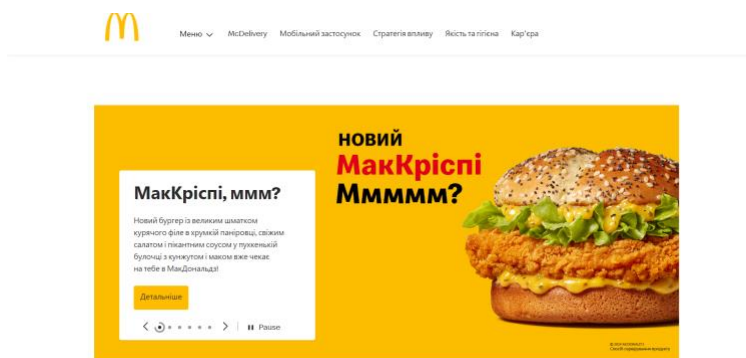 Меню McDelivery Мобільний застосунок Стратегія впливу Якість та гігієна Кар'єра
новий
МакКріспі
Ммммм?
МакКріспі, ммм?
Новий бургер із великим шматком
курячого філе в хрумкій паніровці, свіжим
салатом і пікантним соусом у пухкенькій
булочці з кунжутом і маком вже чекає
на тебе в МакДональдз!
Детальніше
Pause